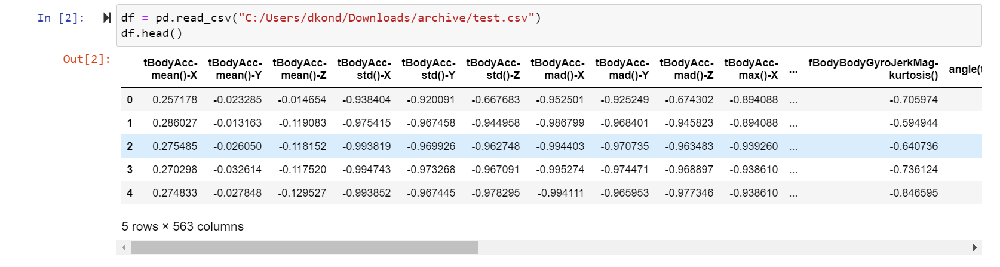 In [2]:
df = pd.read_csv("C:/Users/dkond/Downloads/archive/test.csv")
df.head()
Out[2]:
tBodyAcc-mean()-X tBodyAcc-mean()-Y tBodyAcc-mean()-Z tBodyAcc-std()-X tBodyAcc-std()-Y tBodyAcc-std()-Z tBodyAcc-mad()-X tBodyAcc-mad()-Y tBodyAcc-mad()-Z tBodyAcc-max()-X ... fBodyBodyGyroJerkMag-kurtosis() angle(t
0 0.257178 -0.023285 -0.014654 -0.938404 -0.920091 -0.667683 -0.952501 -0.925249 -0.674302 -0.894088 ... -0.705974
1 0.286027 -0.013163 -0.119083 -0.975415 -0.967458 -0.944958 -0.986799 -0.968401 -0.945823 -0.894088 ... -0.594944
2 0.275485 -0.026050 -0.118152 -0.993819 -0.969926 -0.962748 -0.994403 -0.970735 -0.963483 -0.939260 ... -0.640736
3 0.270298 -0.032614 -0.117520 -0.994743 -0.973268 -0.967091 -0.995274 -0.974471 -0.968897 -0.938610 ... -0.736124
4 0.274833 -0.027848 -0.129527 -0.993852 -0.967445 -0.978295 -0.994111 -0.965953 -0.977346 -0.938610 ... -0.846595
5 rows × 563 columns